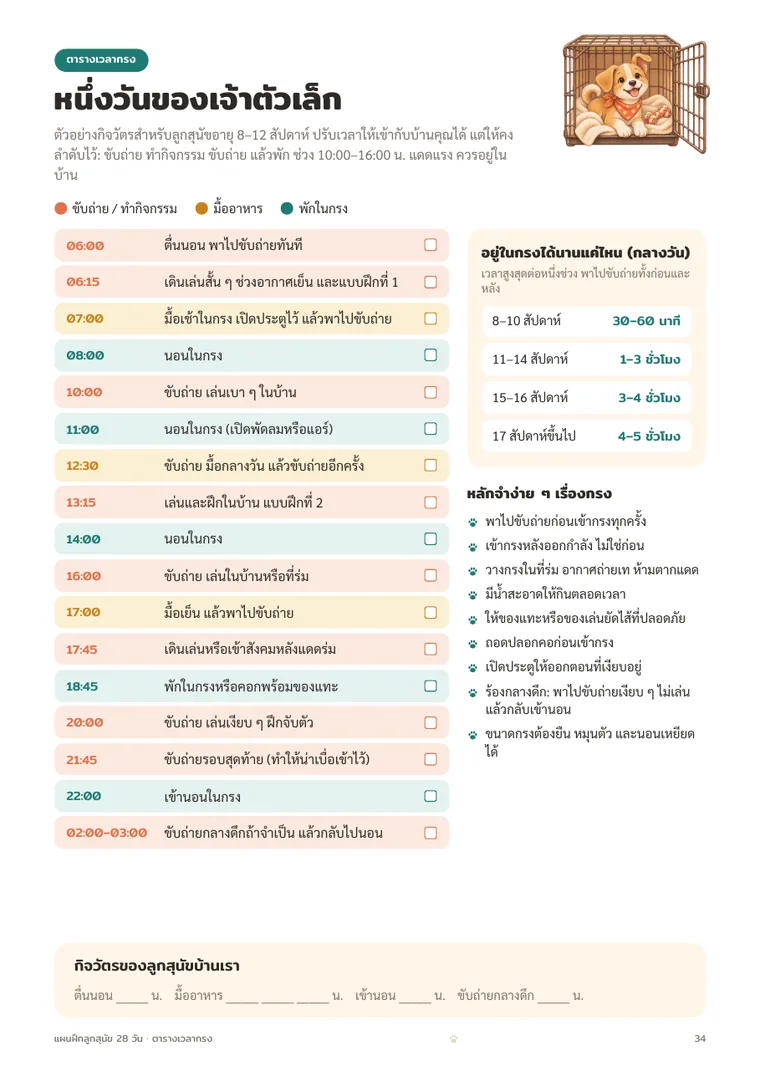 ตารางเวลากรง
หนึ่งวันของเจ้าตัวเล็ก
ตัวอย่างกิจวัตรสำหรับลูกสุนัขอายุ 8–12 สัปดาห์ ปรับเวลาให้เข้ากับบ้านคุณได้ แต่ให้คง
ลำดับไว้: ขับถ่าย ทำกิจกรรม ขับถ่าย แล้วพัก ช่วง 10:00–16:00 น. แดดแรง ควรอยู่ใน
บ้าน
ขับถ่าย / ทำกิจกรรม มื้ออาหาร พักในกรง
06:00 ตื่นนอน พาไปขับถ่ายทันที
06:15 เดินเล่นสั้น ๆ ช่วงอากาศเย็น และแบบฝึกที่ 1
07:00 มื้อเช้าในกรง เปิดประตูไว้ แล้วพาไปขับถ่าย
08:00 นอนในกรง
10:00 ขับถ่าย เล่นเบา ๆ ในบ้าน
11:00 นอนในกรง (เปิดพัดลมหรือแอร์)
12:30 ขับถ่าย มื้อกลางวัน แล้วขับถ่ายอีกครั้ง
13:15 เล่นและฝึกในบ้าน แบบฝึกที่ 2
14:00 นอนในกรง
16:00 ขับถ่าย เล่นในบ้านหรือที่ร่ม
17:00 มื้อเย็น แล้วพาไปขับถ่าย
17:45 เดินเล่นหรือเข้าสังคมหลังแดดร่ม
18:45 พักในกรงหรือคอกพร้อมของแทะ
20:00 ขับถ่าย เล่นเงียบ ๆ ฝึกจับตัว
21:45 ขับถ่ายรอบสุดท้าย (ทำให้น่าเบื่อเข้าไว้)
22:00 เข้านอนในกรง
02:00–03:00 ขับถ่ายกลางดึกถ้าจำเป็น แล้วกลับไปนอน
อยู่ในกรงได้นานแค่ไหน (กลางวัน)
เวลาสูงสุดต่อหนึ่งช่วง พาไปขับถ่ายทั้งก่อนและ
หลัง
8–10 สัปดาห์ 30–60 นาที
11–14 สัปดาห์ 1–3 ชั่วโมง
15–16 สัปดาห์ 3–4 ชั่วโมง
17 สัปดาห์ขึ้นไป 4–5 ชั่วโมง
หลักจำง่าย ๆ เรื่องกรง
พาไปขับถ่ายก่อนเข้ากรงทุกครั้ง
เข้ากรงหลังออกกำลัง ไม่ใช่ก่อน
วางกรงในที่ร่ม อากาศถ่ายเท ห้ามตากแดด
มีน้ำสะอาดให้กินตลอดเวลา
ให้ของแทะหรือของเล่นยัดไส้ที่ปลอดภัย
ถอดปลอกคอก่อนเข้ากรง
เปิดประตูให้ออกตอนที่เงียบอยู่
ร้องกลางดึก: พาไปขับถ่ายเงียบ ๆ ไม่เล่น
แล้วกลับเข้านอน
ขนาดกรงต้องยืน หมุนตัว และนอนเหยียด
ได้
กิจวัตรของลูกสุนัขบ้านเรา
ตื่นนอน _____ น. มื้ออาหาร _____ _____ _____ น. เข้านอน _____ น. ขับถ่ายกลางดึก _____ น.
แผนฝึกลูกสุนัข 28 วัน · ตารางเวลากรง 34